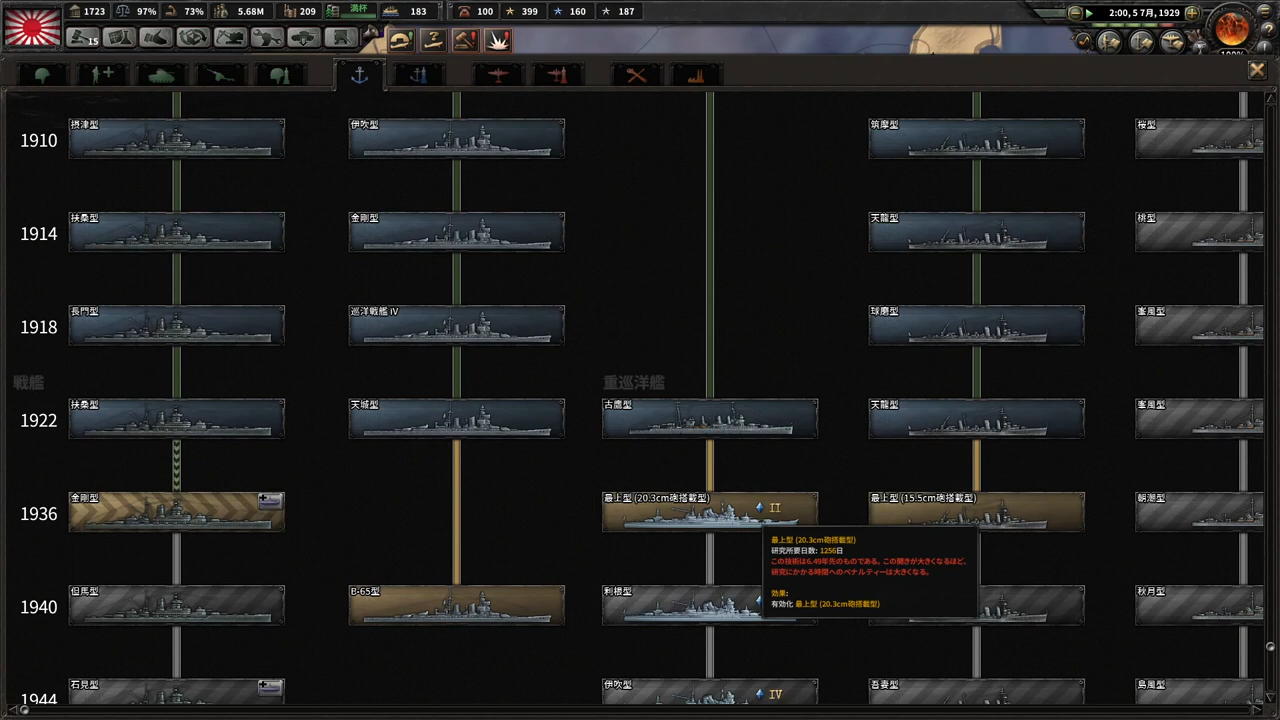 1723 97% 73% 5.68M 209 満杯 183 100 399 160 187 2:00, 5 7月, 1929
15 100%
1910 摂津型 伊吹型 筑摩型 桜型
1914 扶桑型 金剛型 天龍型 桃型
1918 長門型 巡洋戦艦 IV 球磨型 峯風型
戦艦 重巡洋艦
1922 扶桑型 天城型 古鷹型 天龍型 峯風型
1936 金剛型 最上型 (20.3cm砲搭載型) II 最上型 (15.5cm砲搭載型) 朝潮型
最上型 (20.3cm砲搭載型)
研究所要日数: 1256日
この技術は6.49年先のものである。この開きが大きくなるほど、
研究にかかる時間へのペナルティーは大きくなる。
効果:
有効化 最上型 (20.3cm砲搭載型)
1940 但馬型 B-65型 利根型 秋月型
1944 石見型 伊吹型 IV 吾妻型 島風型